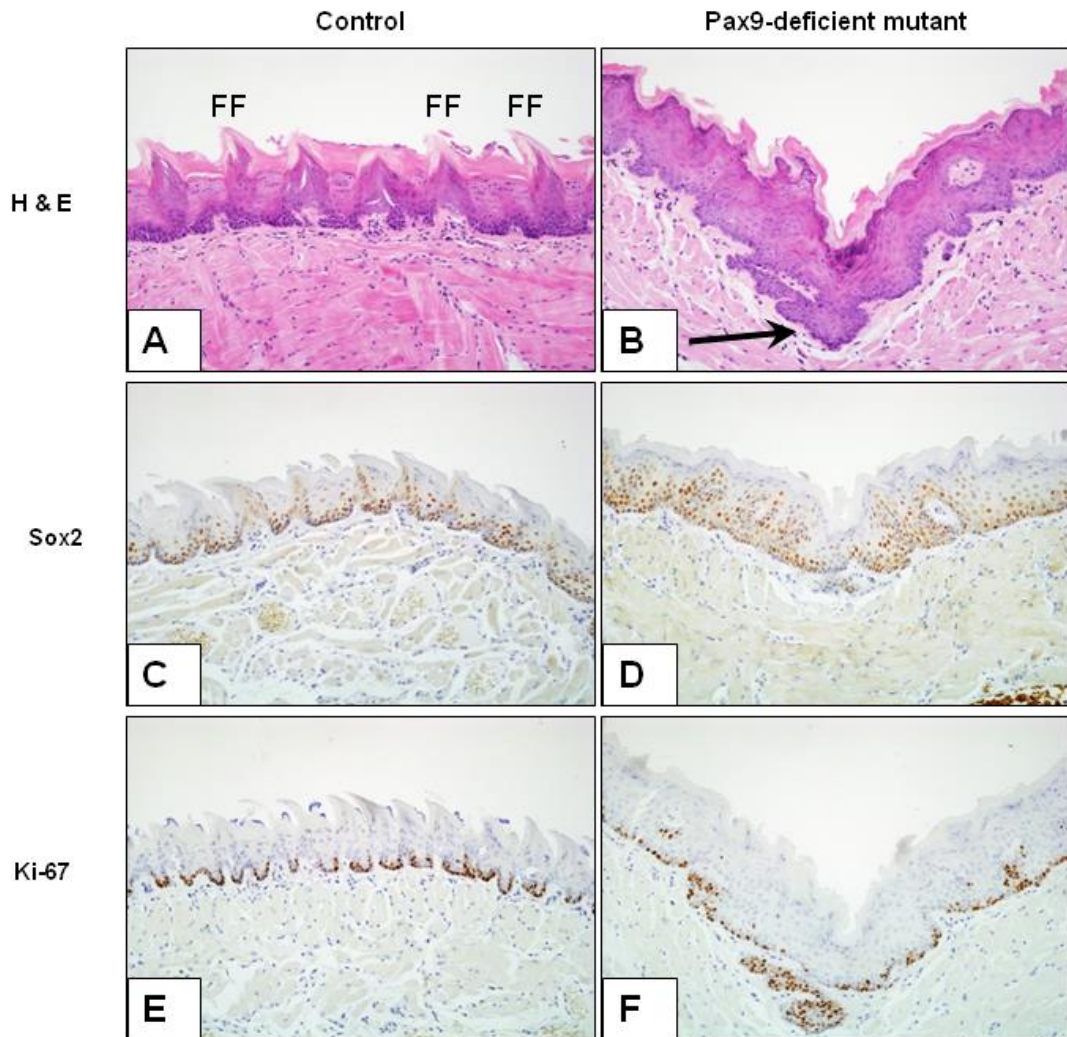 Control Pax9-deficient mutant
FF FF FF
H & E
A B
Sox2
C D
Ki-67
E F